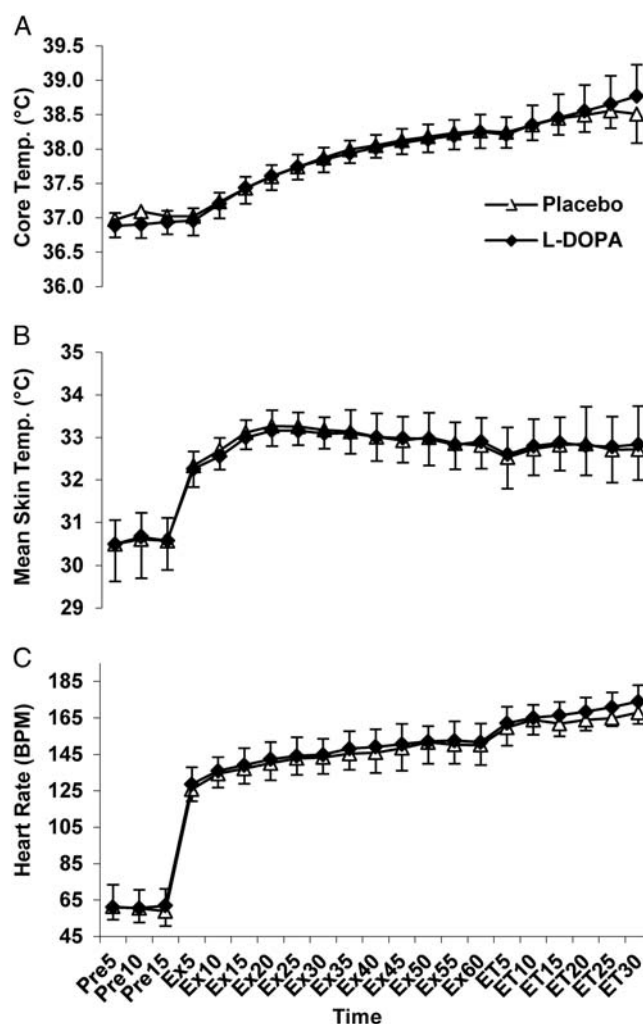 A
39.5
39.0
38.5
38.0
37.5
37.0
36.5
36.0
Core Temp. (°C)
Placebo
L-DOPA
B
35
34
33
32
31
30
29
Mean Skin Temp. (°C)
C
185
165
145
125
105
85
65
45
Heart Rate (BPM)
Pre5 Pre10 Pre15 Ex5 Ex10 Ex15 Ex20 Ex25 Ex30 Ex35 Ex40 Ex45 Ex50 Ex55 Ex60 ET5 ET10 ET15 ET20 ET25 ET30
Time